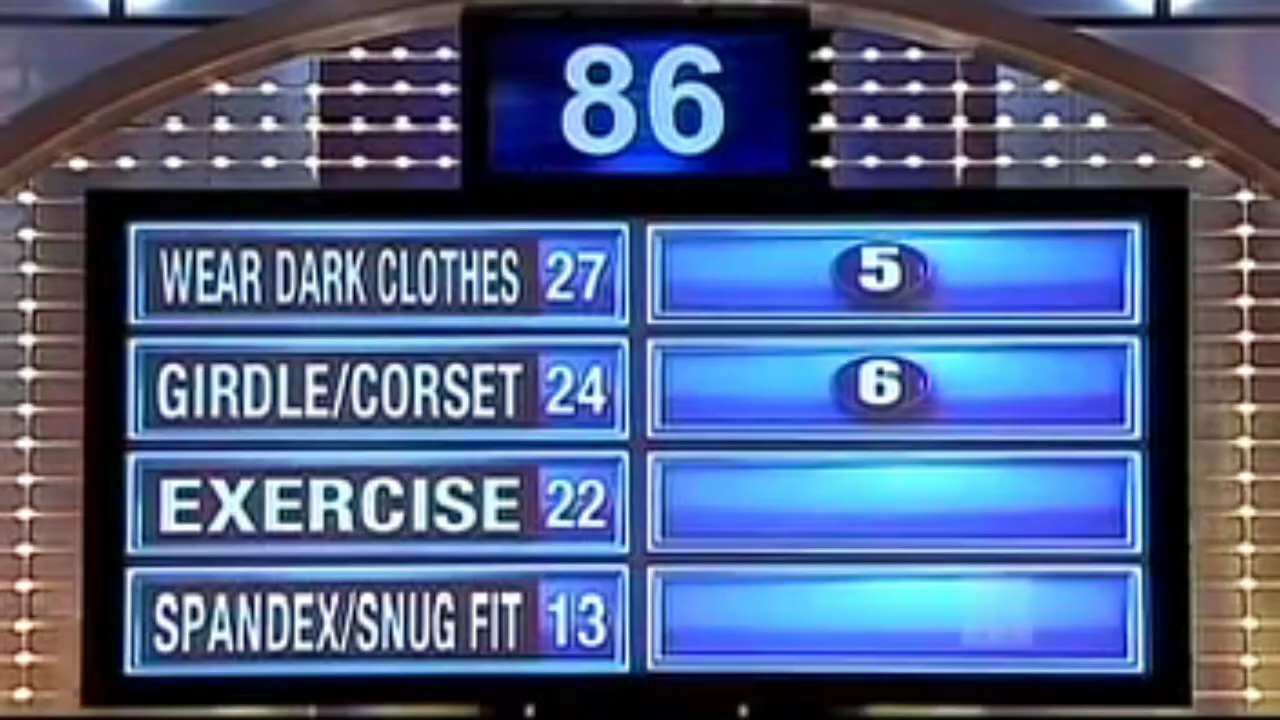 86
WEAR DARK CLOTHES 27
5
GIRDLE/CORSET 24
6
EXERCISE 22
SPANDEX/SNUG FIT 13